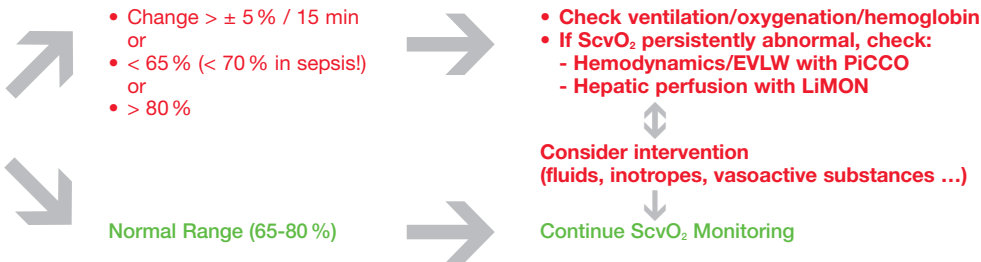 • Change > ± 5 % / 15 min
or
• < 65 % (< 70 % in sepsis!)
or
• > 80 %
• Check ventilation/oxygenation/hemoglobin
• If ScvO₂ persistently abnormal, check:
- Hemodynamics/EVLW with PiCCO
- Hepatic perfusion with LiMON
Consider intervention
(fluids, inotropes, vasoactive substances …)
Normal Range (65-80 %)
Continue ScvO₂ Monitoring